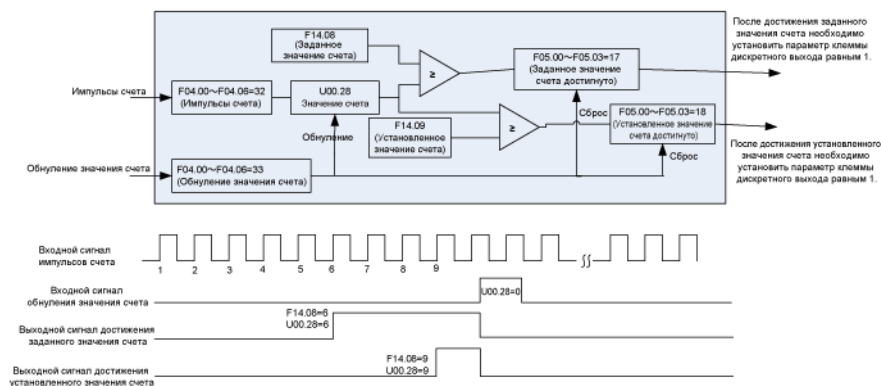 F14.08
(Заданное
значение счета)
≥
F05.00～F05.03=17
(Заданное значение
счета достигнуто)
После достижения заданного
значения счета необходимо
установить параметр клеммы
дискретного выхода равным 1.
Импульсы счета
F04.00～F04.06=32
(Импульсы счета)
U00.28
Значение счета
Обнуление
F14.09
(Установленное
значение счета)
≥
Сброс
F05.00～F05.03=18
(Установленное значение
счета достигнуто)
Сброс
После достижения установленного
значения счета необходимо
установить параметр клеммы
дискретного выхода равным 1.
Обнуление значения счета
F04.00～F04.06=33
(Обнуление значения счета)
Входной сигнал
импульсов счета
1 2 3 4 5 6 7 8 9
Входной сигнал
обнуления значения счета
U00.28=0
Выходной сигнал достижения
заданного значения счета
F14.08=6
U00.28=6
Выходной сигнал достижения
установленного значения счета
F14.08=9
U00.28=9